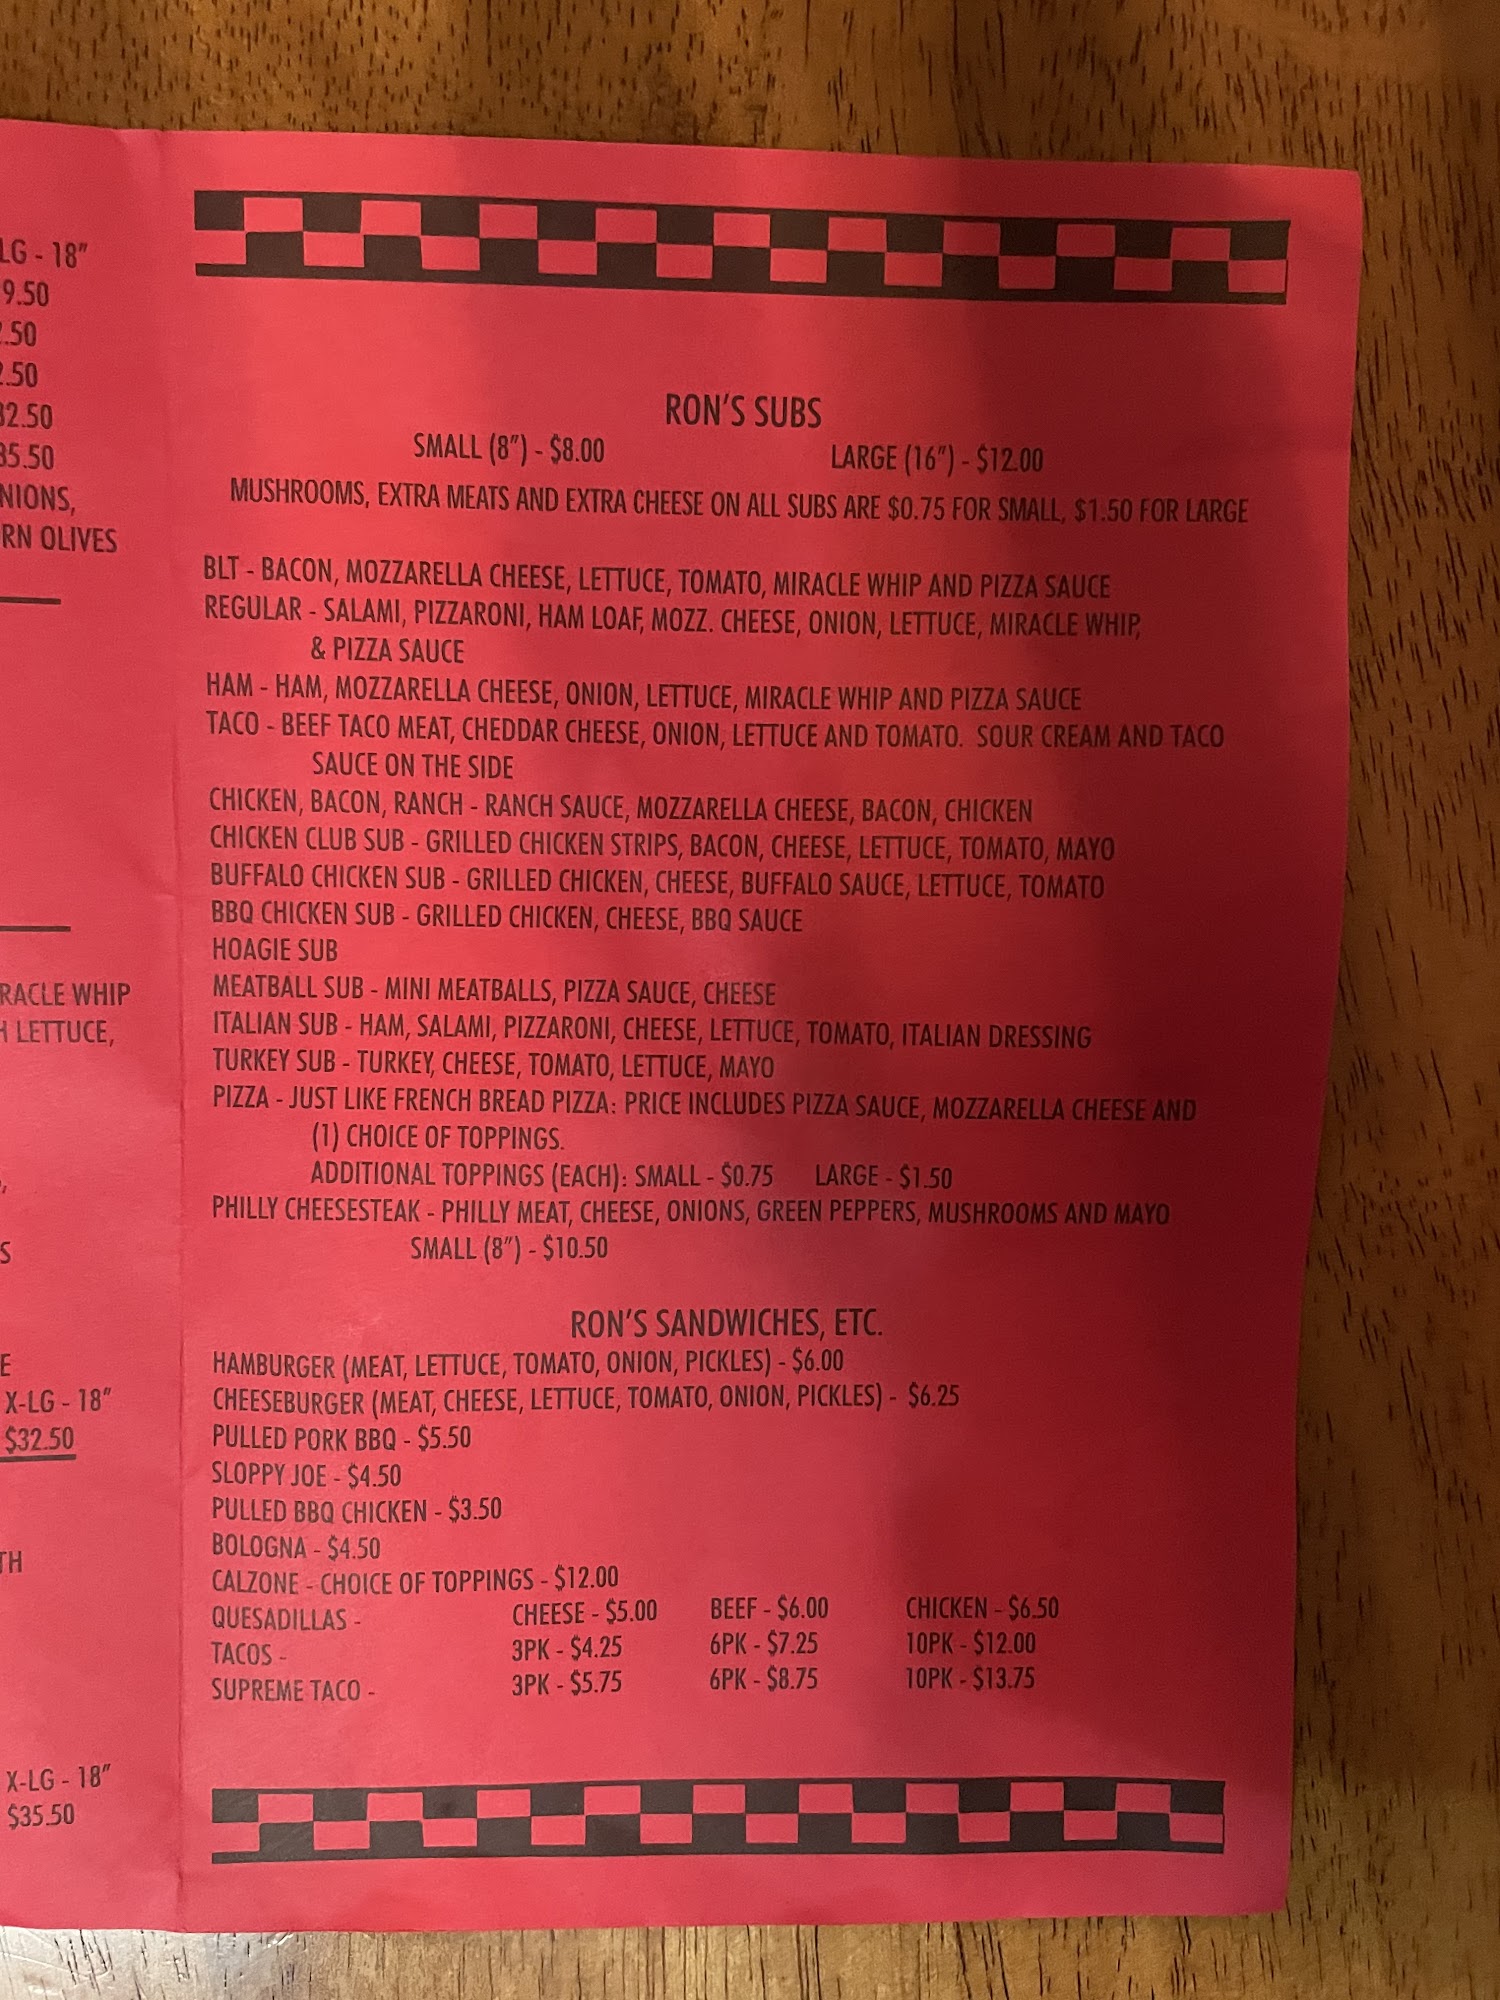 LG - 18"
9.50
.50
.50
32.50
35.50
NIONS,
RN OLIVES
RACLE WHIP
H LETTUCE,
S
E
X-LG - 18"
$32.50
TH
X-LG - 18"
$35.50
RON'S SUBS
SMALL (8") - $8.00 LARGE (16") - $12.00
MUSHROOMS, EXTRA MEATS AND EXTRA CHEESE ON ALL SUBS ARE $0.75 FOR SMALL, $1.50 FOR LARGE
BLT - BACON, MOZZARELLA CHEESE, LETTUCE, TOMATO, MIRACLE WHIP AND PIZZA SAUCE
REGULAR - SALAMI, PIZZARONI, HAM LOAF, MOZZ. CHEESE, ONION, LETTUCE, MIRACLE WHIP,
& PIZZA SAUCE
HAM - HAM, MOZZARELLA CHEESE, ONION, LETTUCE, MIRACLE WHIP AND PIZZA SAUCE
TACO - BEEF TACO MEAT, CHEDDAR CHEESE, ONION, LETTUCE AND TOMATO. SOUR CREAM AND TACO
SAUCE ON THE SIDE
CHICKEN, BACON, RANCH - RANCH SAUCE, MOZZARELLA CHEESE, BACON, CHICKEN
CHICKEN CLUB SUB - GRILLED CHICKEN STRIPS, BACON, CHEESE, LETTUCE, TOMATO, MAYO
BUFFALO CHICKEN SUB - GRILLED CHICKEN, CHEESE, BUFFALO SAUCE, LETTUCE, TOMATO
BBQ CHICKEN SUB - GRILLED CHICKEN, CHEESE, BBQ SAUCE
HOAGIE SUB
MEATBALL SUB - MINI MEATBALLS, PIZZA SAUCE, CHEESE
ITALIAN SUB - HAM, SALAMI, PIZZARONI, CHEESE, LETTUCE, TOMATO, ITALIAN DRESSING
TURKEY SUB - TURKEY, CHEESE, TOMATO, LETTUCE, MAYO
PIZZA - JUST LIKE FRENCH BREAD PIZZA: PRICE INCLUDES PIZZA SAUCE, MOZZARELLA CHEESE AND
(1) CHOICE OF TOPPINGS.
ADDITIONAL TOPPINGS (EACH): SMALL - $0.75 LARGE - $1.50
PHILLY CHEESESTEAK - PHILLY MEAT, CHEESE, ONIONS, GREEN PEPPERS, MUSHROOMS AND MAYO
SMALL (8") - $10.50
RON'S SANDWICHES, ETC.
HAMBURGER (MEAT, LETTUCE, TOMATO, ONION, PICKLES) - $6.00
CHEESEBURGER (MEAT, CHEESE, LETTUCE, TOMATO, ONION, PICKLES) - $6.25
PULLED PORK BBQ - $5.50
SLOPPY JOE - $4.50
PULLED BBQ CHICKEN - $3.50
BOLOGNA - $4.50
CALZONE - CHOICE OF TOPPINGS - $12.00
QUESADILLAS - CHEESE - $5.00 BEEF - $6.00 CHICKEN - $6.50
TACOS - 3PK - $4.25 6PK - $7.25 10PK - $12.00
SUPREME TACO - 3PK - $5.75 6PK - $8.75 10PK - $13.75